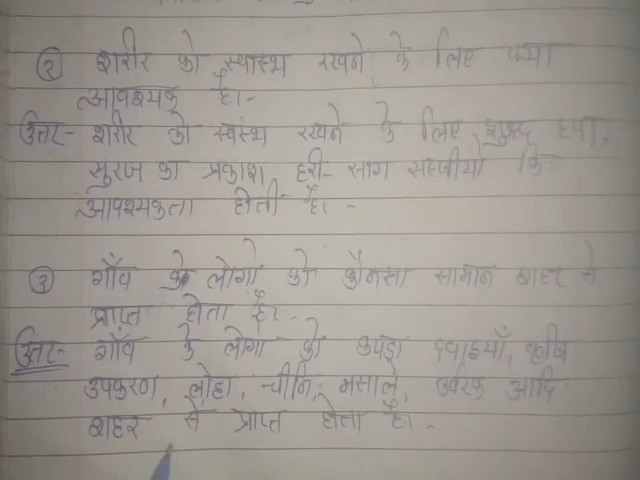 ② शरीर को स्वास्थ रखने के लिए क्या
आवश्यक है।-
उत्तर- शरीर को स्वस्थ रखने के लिए शुद्ध हवा,
सुरज का प्रकाश, हरी- साग सब्जीयों कि
आवश्यकता होती है। -
③ गाँव के लोगों को कौनसा सामान शहर से
प्राप्त होता है। -
उत्तर- गाँव के लोगों को कपड़ा दवाइयाँ, कृषि
उपकरण, लोहा, चीनि, मसाले, उर्वरक आदि
शहर से प्राप्त होता है। -